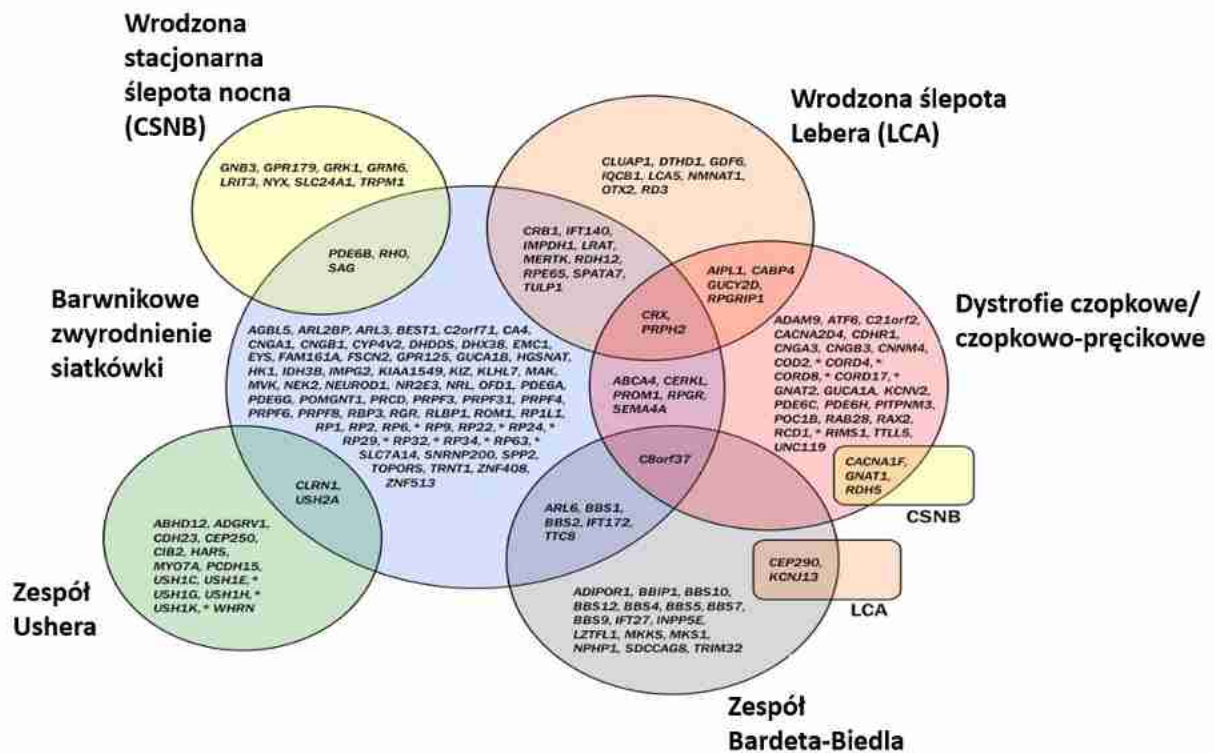 Wrodzona
stacjonarna
ślepota nocna
(CSNB)
Wrodzona ślepota
Lebera (LCA)
GNB3, GPR179, GRK1, GRM6,
LRIT3, NYX, SLC24A1, TRPM1
CLUAP1, DTHD1, GDF6,
IQCB1, LCA5, NMNAT1,
OTX2, RD3
PDE6B, RHO,
SAG
CRB1, IFT140,
IMPDH1, LRAT,
MERTK, RDH12,
RPE65, SPATA7,
TULP1
AIPL1, CABP4
GUCY2D,
RPGRIP1
Barwnikowe
zwyrodnienie
siatkówki
Dystrofie czopkowe/
czopkowo-pręcikowe
CRX,
PRPH2
AGBL5, ARL2BP, ARL3, BEST1, C2orf71, CA4,
CNGA1, CNGB1, CYP4V2, DHDDS, DHX38, EMC1,
EYS, FAM161A, FSCN2, GPR125, GUCA1B, HGSNAT,
HK1, IDH3B, IMPG2, KIAA1549, KIZ, KLHL7, MAK,
MVK, NEK2, NEUROD1, NR2E3, NRL, OFD1, PDE6A,
PDE6G, POMGNT1, PRCD, PRPF3, PRPF31, PRPF4,
PRPF6, PRPF8, RBP3, RGR, RLBP1, ROM1, RP1L1,
RP1, RP2, RP6, * RP9, RP22, * RP24, *
RP29, * RP32, * RP34, * RP63, *
SLC7A14, SNRNP200, SPP2,
TOPORS, TRNT1, ZNF408,
ZNF513
ADAM9, ATF6, C21orf2,
CACNA2D4, CDHR1,
CNGA3, CNGB3, CNNM4,
COD2, * CORD4, *
CORD8, * CORD17, *
GNAT2, GUCA1A, KCNV2,
PDE6C, PDE6H, PITPNM3,
POC1B, RAB28, RAX2,
RCD1, * RIMS1, TTLL5,
UNC119
ABCA4, CERKL,
PROM1, RPGR,
SEMA4A
C8orf37
CACNA1F,
GNAT1,
RDH5
CSNB
CLRN1,
USH2A
ARL6, BBS1,
BBS2, IFT172,
TTC8
ABHD12, ADGRV1,
CDH23, CEP250,
CIB2, HARS,
MYO7A, PCDH15,
USH1C, USH1E, *
USH1G, USH1H, *
USH1K, * WHRN
CEP290,
KCNJ13
LCA
Zespół
Ushera
ADIPOR1, BBIP1, BBS10,
BBS12, BBS4, BBS5, BBS7,
BBS9, IFT27, INPP5E,
LZTFL1, MKKS, MKS1,
NPHP1, SDCCAG8, TRIM32
Zespół
Bardeta-Biedla